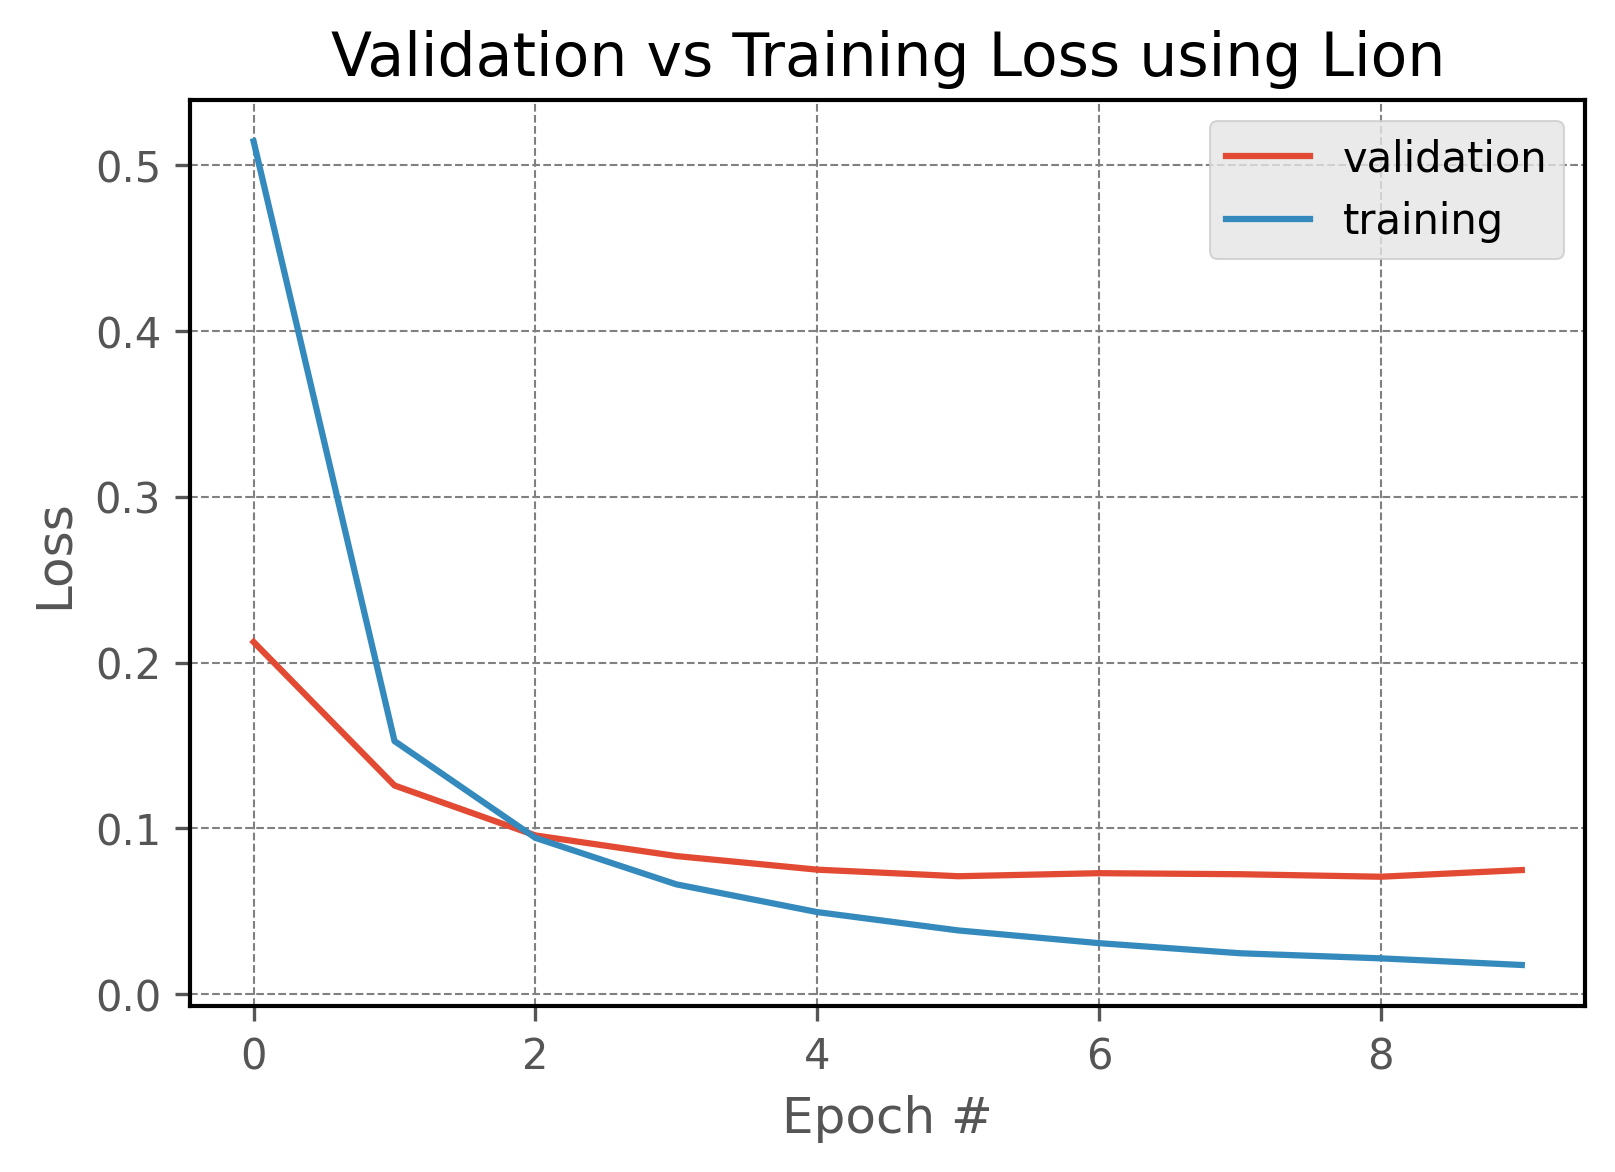 Validation vs Training Loss using Lion
validation
training
0.5
0.4
0.3
0.2
0.1
0.0
Loss
0 2 4 6 8
Epoch #